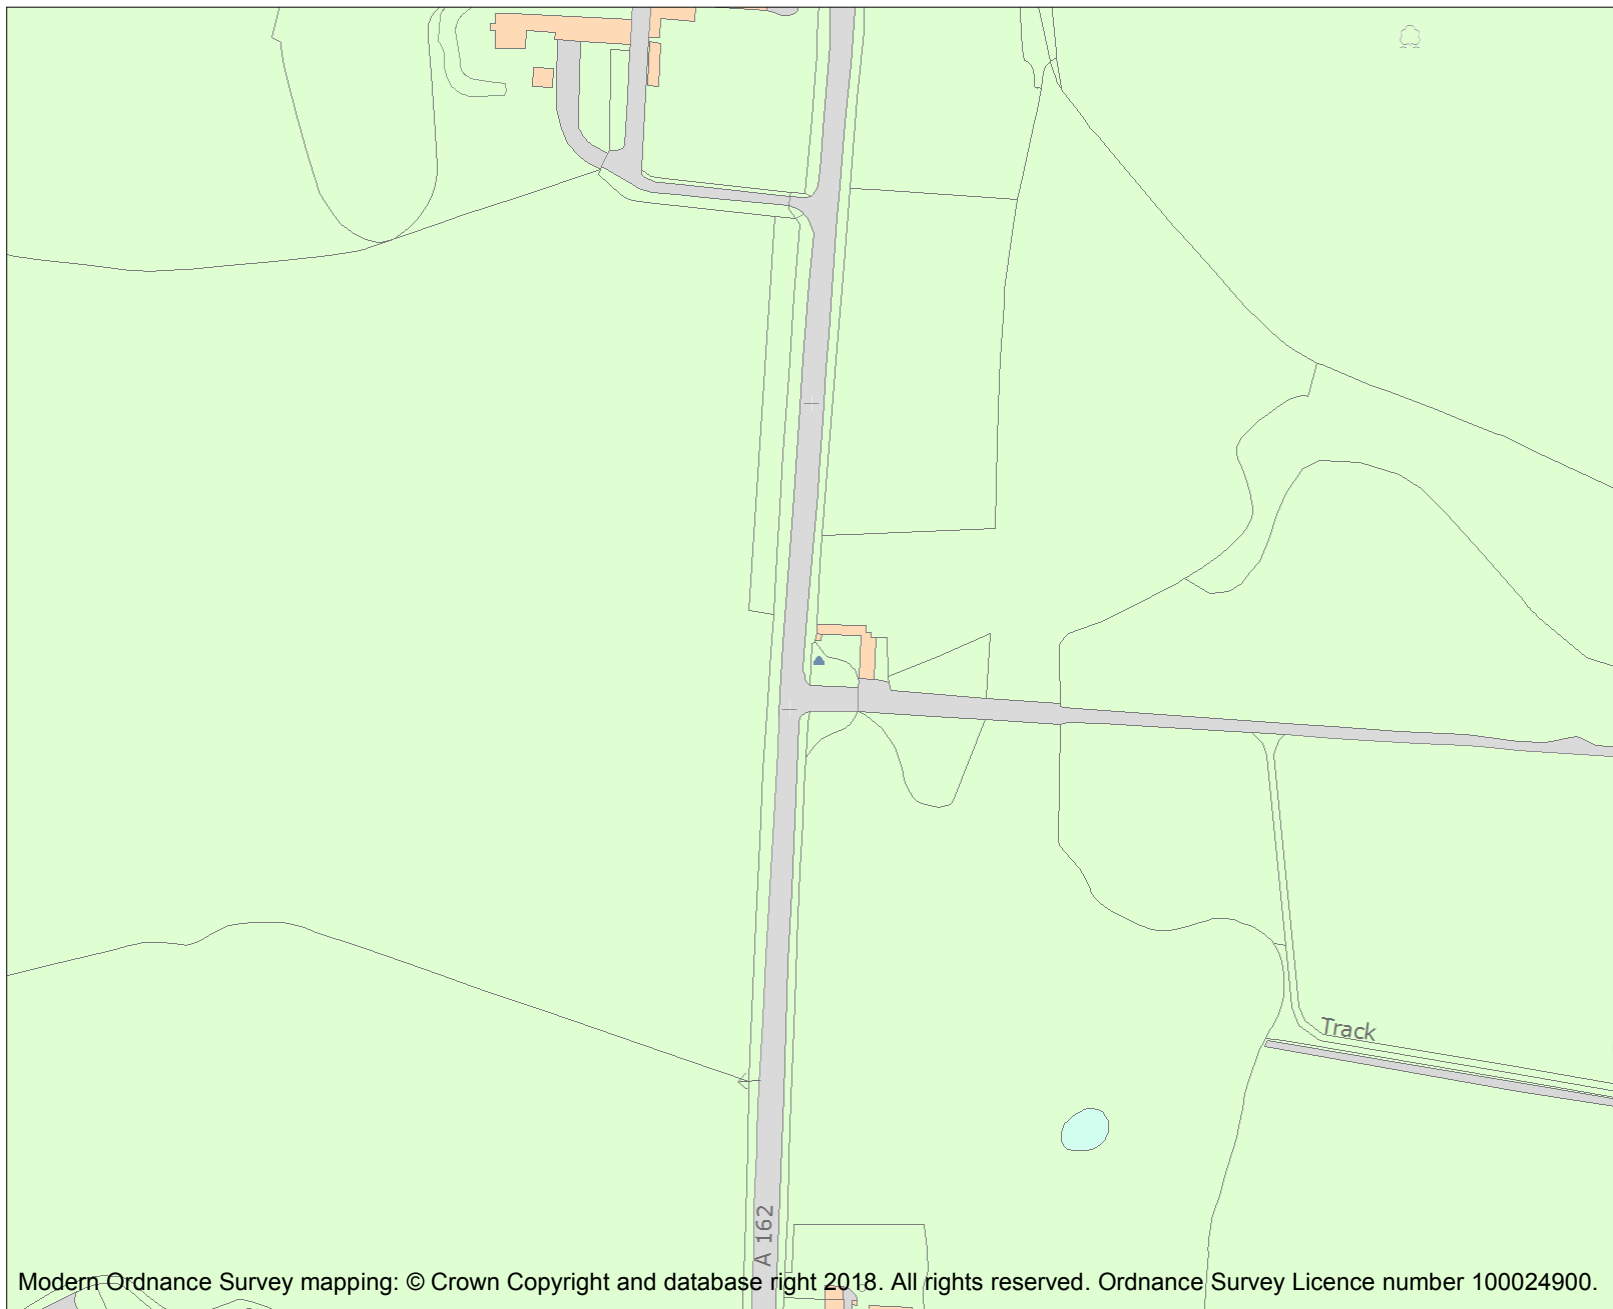 Track
A 162
Modern Ordnance Survey mapping: © Crown Copyright and database right 2018. All rights reserved. Ordnance Survey Licence number 100024900.